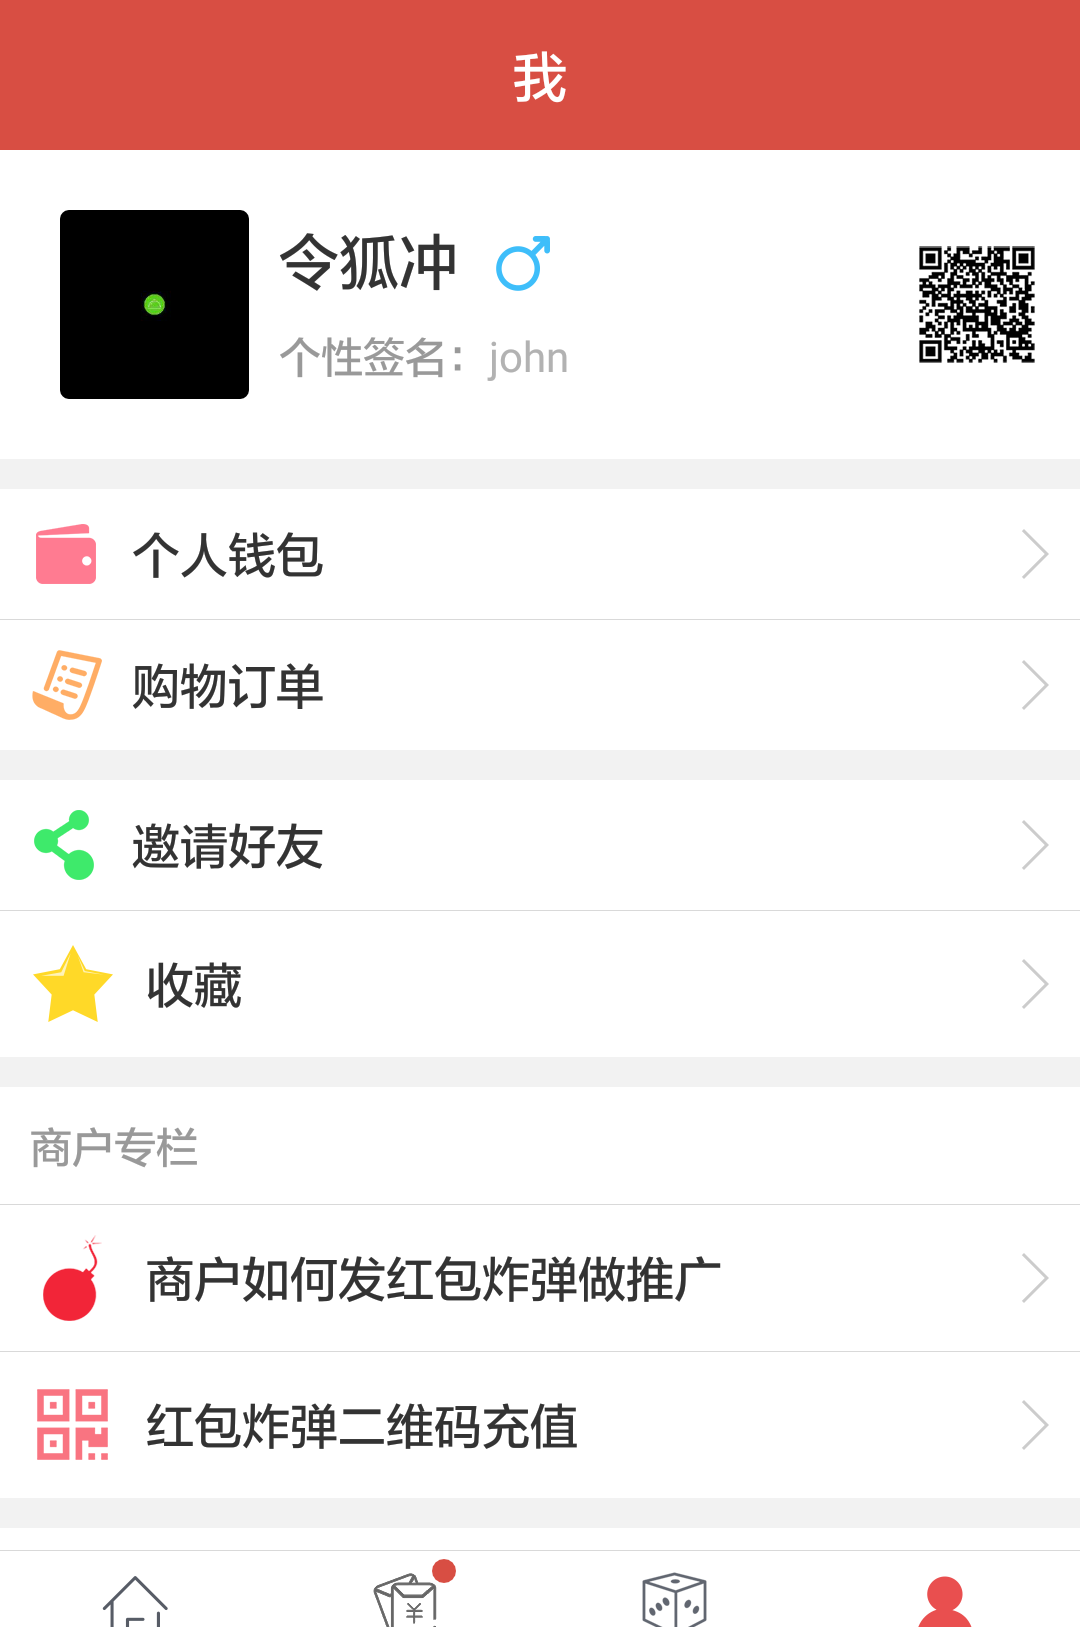 我
令狐冲
个性签名：john
个人钱包
购物订单
邀请好友
收藏
商户专栏
商户如何发红包炸弹做推广
红包炸弹二维码充值
¥